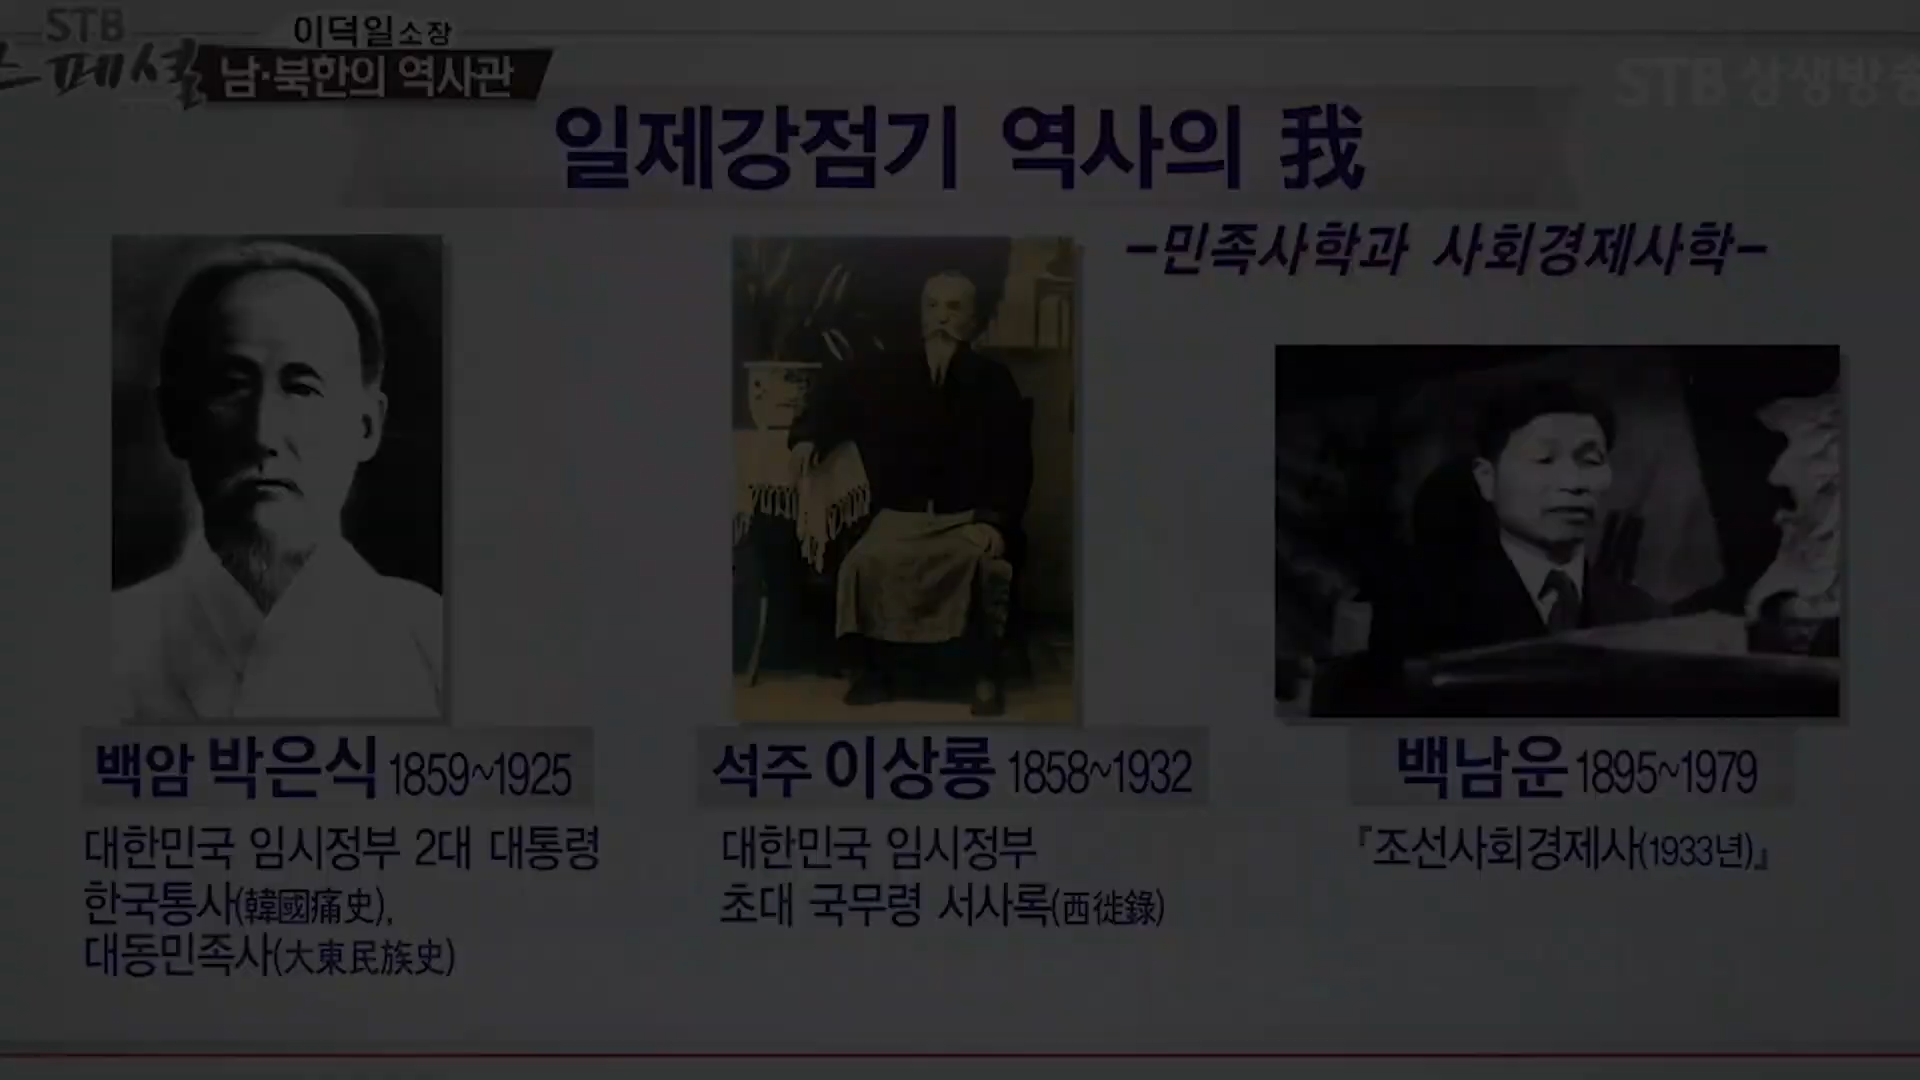 STB
스페셜
이덕일 소장
남·북한의 역사관
STB 상생방송
일제강점기 역사의 我
-민족사학과 사회경제사학-
백암 박은식 1859~1925
대한민국 임시정부 2대 대통령
한국통사(韓國痛史),
대동민족사(大東民族史)
석주 이상룡 1858~1932
대한민국 임시정부
초대 국무령 서사록(西徙錄)
백남운 1895~1979
『조선사회경제사(1933년)』